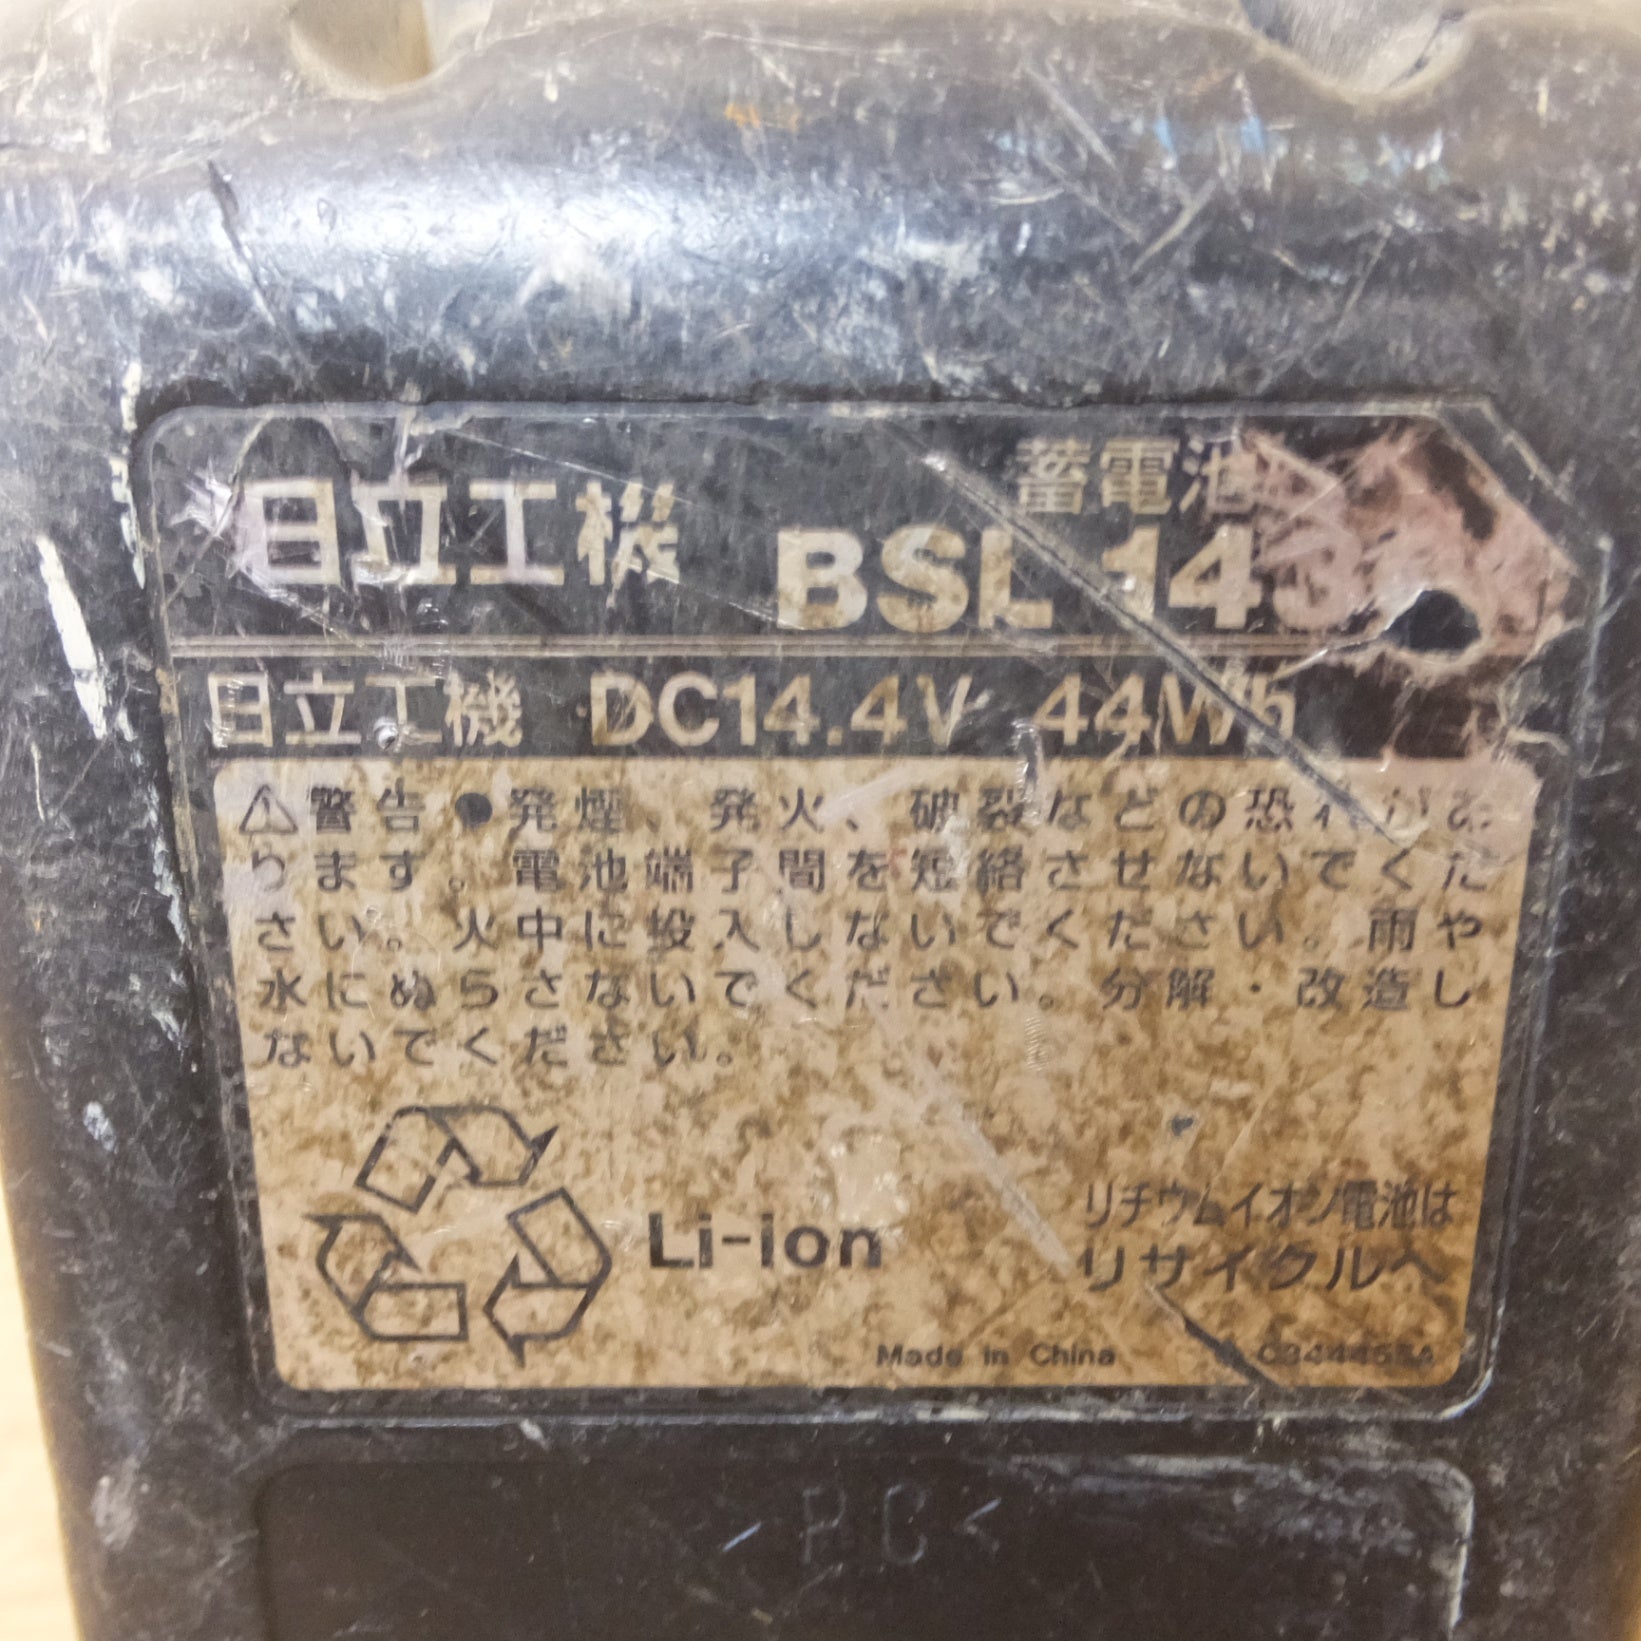 蓄電池
日立工機 BSL 143
日立工機 DC14.4V 44Wh
⚠警告 ●発煙、発火、破裂などの恐れがあ
ります。電池端子間を短絡させないでくだ
さい。火中に投入しないでください。雨や
水にぬらさないでください。分解・改造し
ないでください。
Li-ion
リチウムイオン電池は
リサイクルへ
Made in China
>PC<